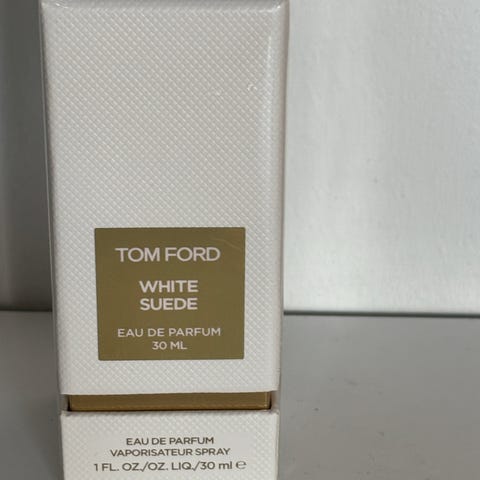 TOM FORD
WHITE
SUEDE
EAU DE PARFUM
30 ML
EAU DE PARFUM
VAPORISATEUR SPRAY
1 FL. OZ./OZ. LIQ./30 ml ℮